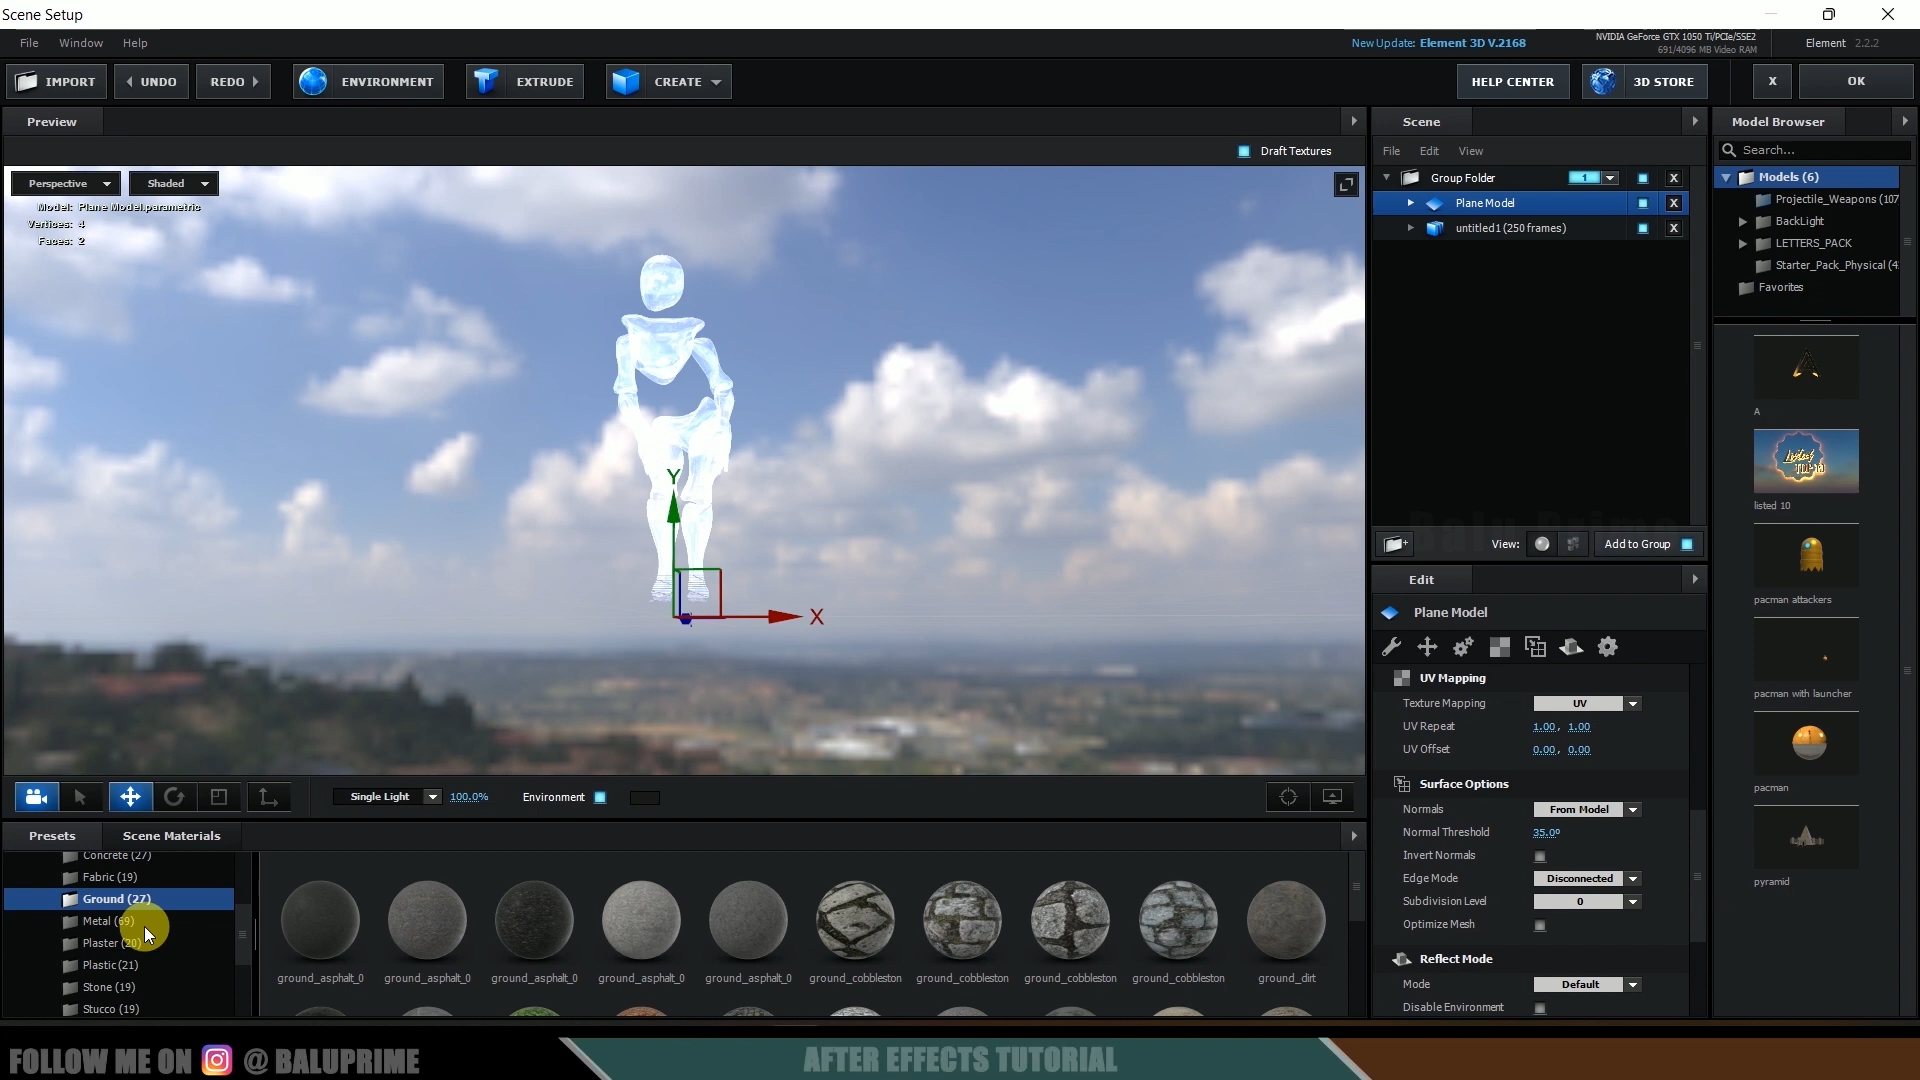 Scene Setup
File Window Help
New Update: Element 3D V.2168
NVIDIA GeForce GTX 1050 Ti/PCIe/SSE2
691/4096 MB Video RAM
Element 2.2.2
IMPORT UNDO REDO ENVIRONMENT EXTRUDE CREATE HELP CENTER 3D STORE X OK
Preview
Draft Textures
Perspective Shaded
Model: Plane Model.parametric
Vertices: 4
Faces: 2
Y
X
Single Light 100.0% Environment
Presets Scene Materials
Concrete (27)
Fabric (19)
Ground (27)
Metal (69)
Plaster (20)
Plastic (21)
Stone (19)
Stucco (19)
ground_asphalt_0 ground_asphalt_0 ground_asphalt_0 ground_asphalt_0 ground_asphalt_0 ground_cobbleston ground_cobbleston ground_cobbleston ground_cobbleston ground_dirt
Scene
File Edit View
Group Folder 1 X
Plane Model X
untitled1 (250 frames) X
View: Add to Group
Edit
Plane Model
UV Mapping
Texture Mapping UV
UV Repeat 1.00, 1.00
UV Offset 0.00, 0.00
Surface Options
Normals From Model
Normal Threshold 35.0º
Invert Normals
Edge Mode Disconnected
Subdivision Level 0
Optimize Mesh
Reflect Mode
Mode Default
Disable Environment
Model Browser
Search...
Models (6)
Projectile_Weapons (107
BackLight
LETTERS_PACK
Starter_Pack_Physical (4
Favorites
A
listed 10
pacman attackers
pacman with launcher
pacman
pyramid
FOLLOW ME ON @ BALUPRIME
AFTER EFFECTS TUTORIAL